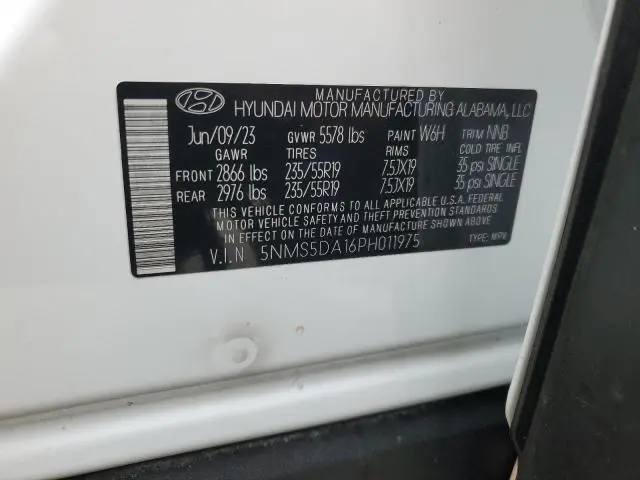 MANUFACTURED BY
HYUNDAI MOTOR MANUFACTURING ALABAMA, LLC
Jun/09/23 GVWR 5578 lbs PAINT W6H TRIM NNB
GAWR TIRES RIMS COLD TIRE INFL
FRONT 2866 lbs 235/55R19 7.5JX19 35 psi SINGLE
REAR 2976 lbs 235/55R19 7.5JX19 35 psi SINGLE
THIS VEHICLE CONFORMS TO ALL APPLICABLE U.S.A. FEDERAL
MOTOR VEHICLE SAFETY AND THEFT PREVENTION STANDARDS
IN EFFECT ON THE DATE OF MANUFACTURE SHOWN ABOVE.
V.I.N 5NMS5DA16PH011975 TYPE: MPV